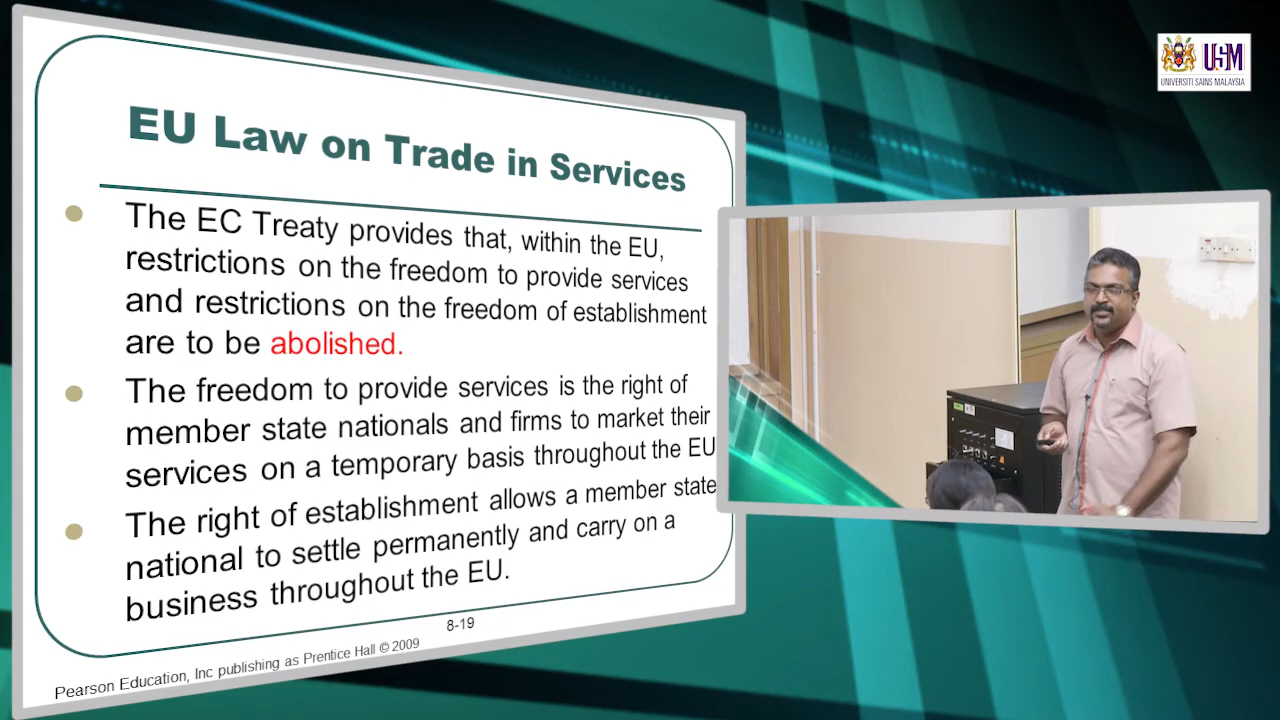 EU Law on Trade in Services
The EC Treaty provides that, within the EU,
restrictions on the freedom to provide services
and restrictions on the freedom of establishment
are to be abolished.
The freedom to provide services is the right of
member state nationals and firms to market their
services on a temporary basis throughout the EU
The right of establishment allows a member state
national to settle permanently and carry on a
business throughout the EU.
8-19
Pearson Education, Inc publishing as Prentice Hall © 2009
USM
UNIVERSITI SAINS MALAYSIA